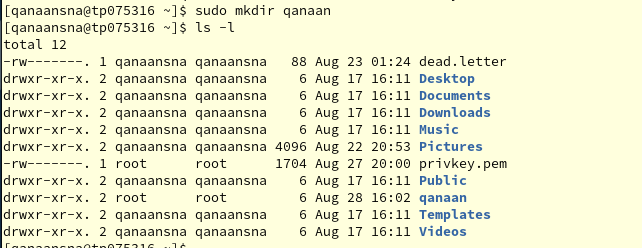 [qanaansna@tp075316 ~]$ sudo mkdir qanaan
[qanaansna@tp075316 ~]$ ls -l
total 12
-rw-------. 1 qanaansna qanaansna   88 Aug 23 01:24 dead.letter
drwxr-xr-x. 2 qanaansna qanaansna    6 Aug 17 16:11 Desktop
drwxr-xr-x. 2 qanaansna qanaansna    6 Aug 17 16:11 Documents
drwxr-xr-x. 2 qanaansna qanaansna    6 Aug 17 16:11 Downloads
drwxr-xr-x. 2 qanaansna qanaansna    6 Aug 17 16:11 Music
drwxr-xr-x. 2 qanaansna qanaansna 4096 Aug 22 20:53 Pictures
-rw-------. 1 root      root      1704 Aug 27 20:00 privkey.pem
drwxr-xr-x. 2 qanaansna qanaansna    6 Aug 17 16:11 Public
drwxr-xr-x. 2 root      root         6 Aug 28 16:02 qanaan
drwxr-xr-x. 2 qanaansna qanaansna    6 Aug 17 16:11 Templates
drwxr-xr-x. 2 qanaansna qanaansna    6 Aug 17 16:11 Videos
[qanaansna@tp075316 ~]$